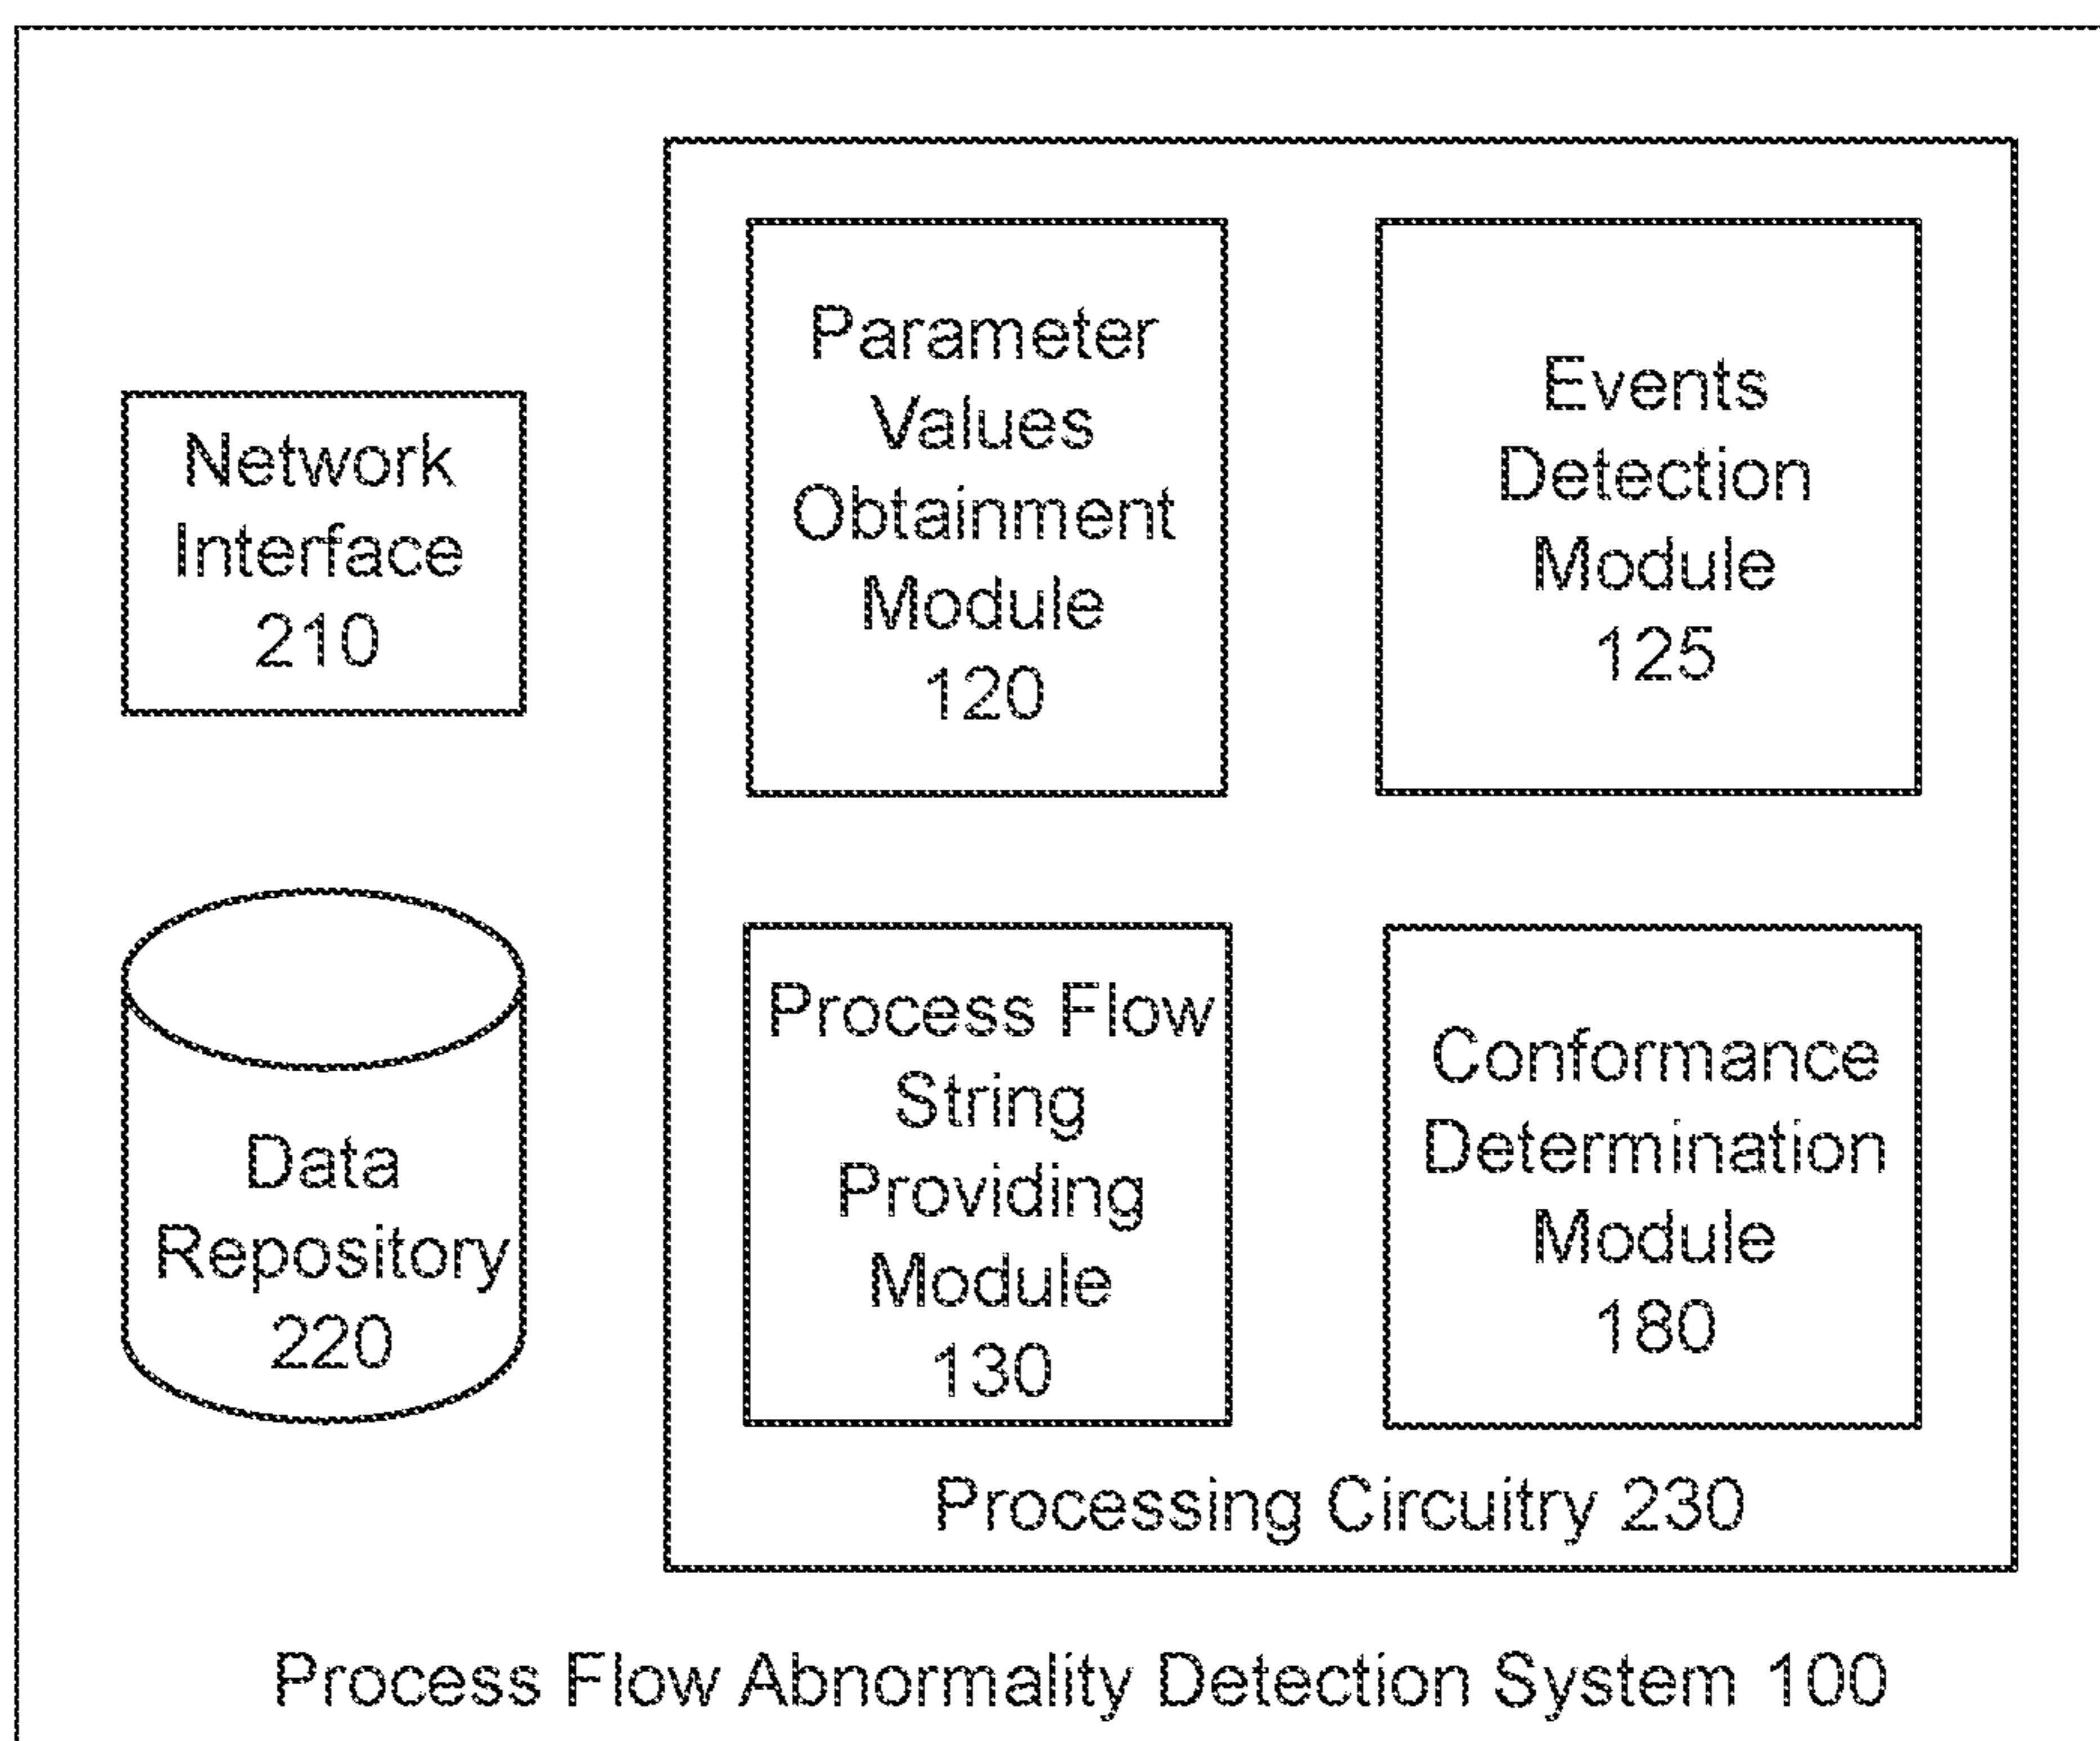 Network
Interface
210
Parameter
Values
Obtainment
Module
120
Events
Detection
Module
125
Data
Repository
220
Process Flow
String
Providing
Module
130
Conformance
Determination
Module
180
Processing Circuitry 230
Process Flow Abnormality Detection System 100